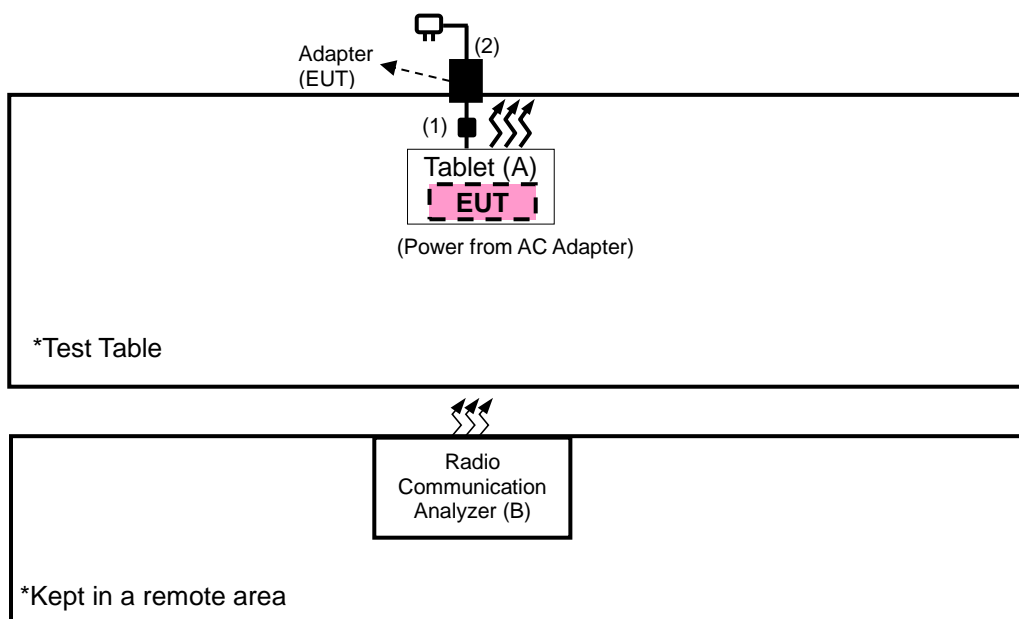 (2)
Adapter
(EUT)
(1)
Tablet (A)
EUT
(Power from AC Adapter)
*Test Table
Radio
Communication
Analyzer (B)
*Kept in a remote area